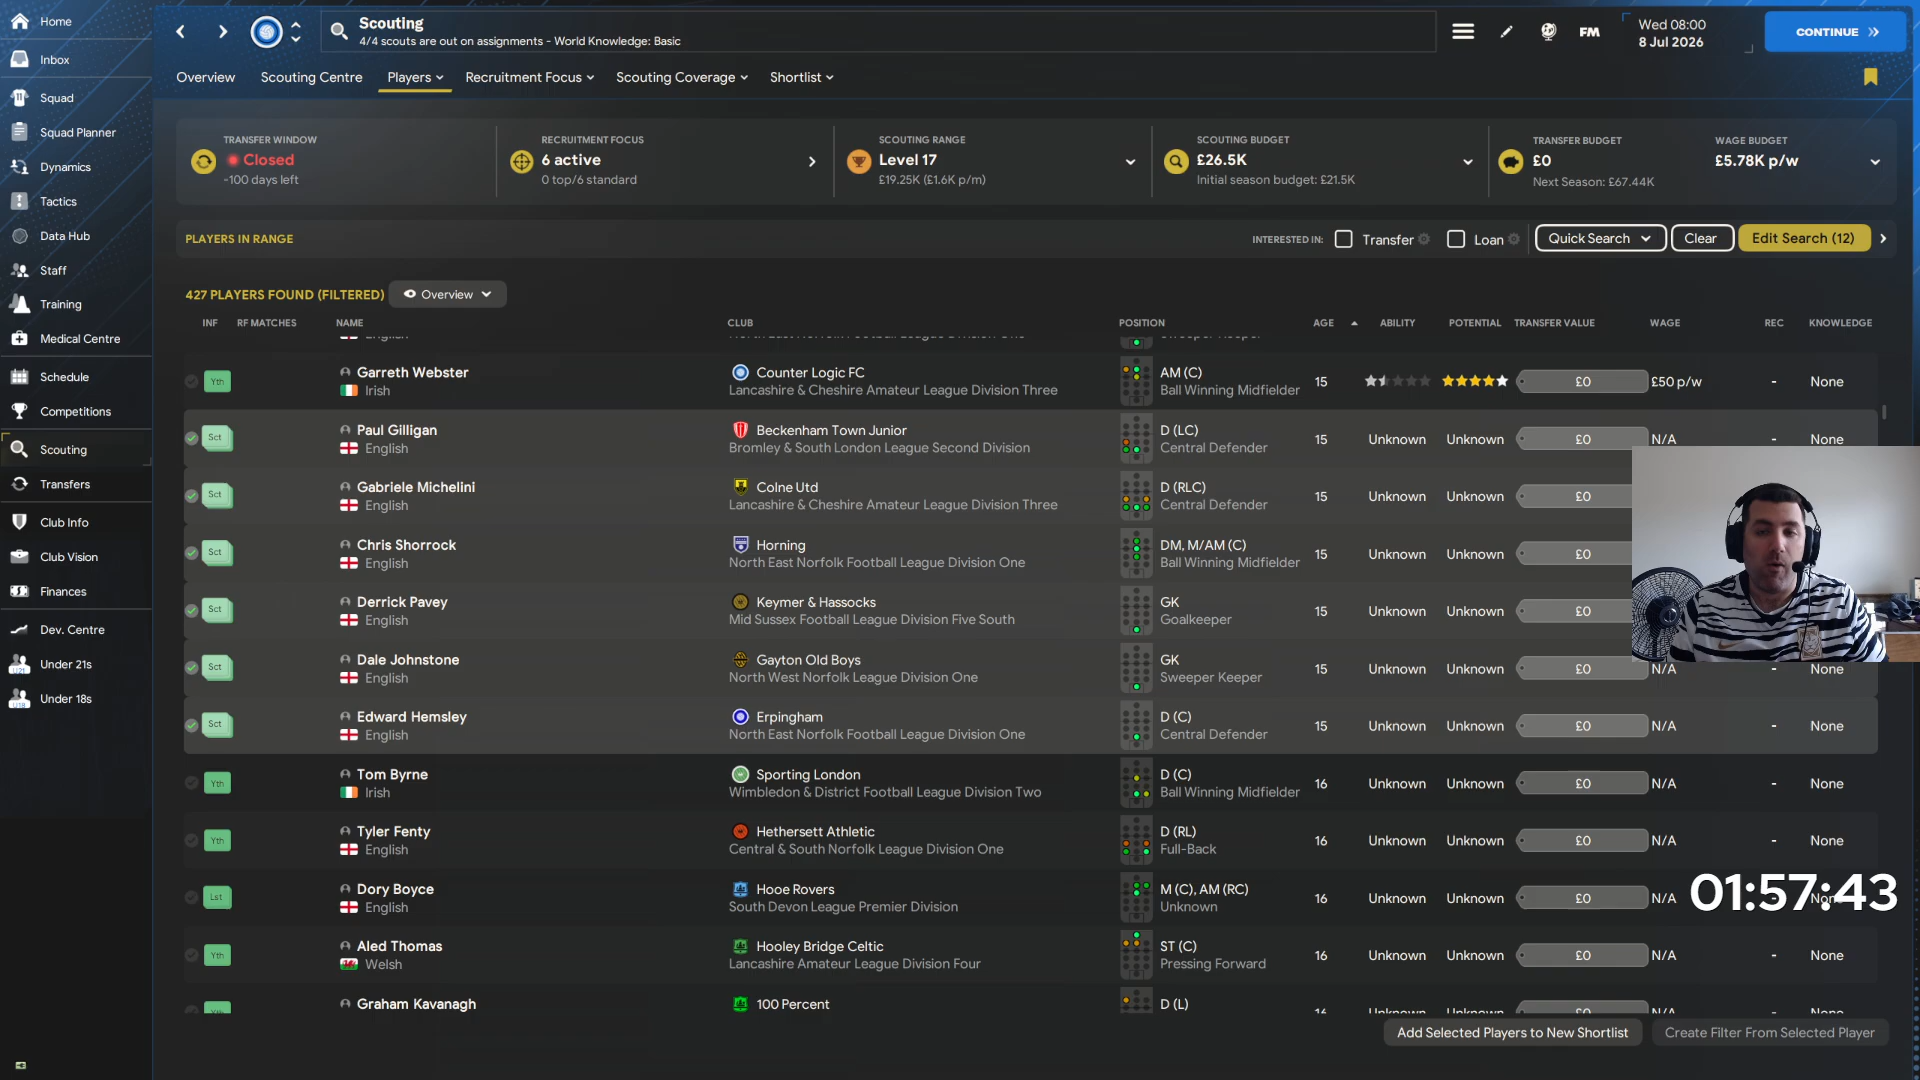 Home
Inbox
Squad
Squad Planner
Dynamics
Tactics
Data Hub
Staff
Training
Medical Centre
Schedule
Competitions
Scouting
Transfers
Club Info
Club Vision
Finances
Dev. Centre
Under 21s
Under 18s
Scouting
4/4 scouts are out on assignments - World Knowledge: Basic
FM
Wed 08:00
8 Jul 2026
CONTINUE
Overview Scouting Centre Players Recruitment Focus Scouting Coverage Shortlist
TRANSFER WINDOW
Closed
-100 days left
RECRUITMENT FOCUS
6 active
0 top/6 standard
SCOUTING RANGE
Level 17
£19.25K (£1.6K p/m)
SCOUTING BUDGET
£26.5K
Initial season budget: £21.5K
TRANSFER BUDGET
£0
Next Season: £67.44K
WAGE BUDGET
£5.78K p/w
PLAYERS IN RANGE
INTERESTED IN: Transfer Loan Quick Search Clear Edit Search (12)
427 PLAYERS FOUND (FILTERED) Overview
INF RF MATCHES NAME CLUB POSITION AGE ABILITY POTENTIAL TRANSFER VALUE WAGE REC KNOWLEDGE
Yth Garreth Webster Counter Logic FC AM (C) 15 £0 £50 p/w - None
Irish Lancashire & Cheshire Amateur League Division Three Ball Winning Midfielder
Sct Paul Gilligan Beckenham Town Junior D (LC) 15 Unknown Unknown £0 N/A - None
English Bromley & South London League Second Division Central Defender
Sct Gabriele Michelini Colne Utd D (RLC) 15 Unknown Unknown £0
English Lancashire & Cheshire Amateur League Division Three Central Defender
Sct Chris Shorrock Horning DM, M/AM (C) 15 Unknown Unknown £0
English North East Norfolk Football League Division One Ball Winning Midfielder
Sct Derrick Pavey Keymer & Hassocks GK 15 Unknown Unknown £0
English Mid Sussex Football League Division Five South Goalkeeper
Sct Dale Johnstone Gayton Old Boys GK 15 Unknown Unknown £0 N/A - None
English North West Norfolk Football League Division One Sweeper Keeper
Sct Edward Hemsley Erpingham D (C) 15 Unknown Unknown £0 N/A - None
English North East Norfolk Football League Division One Central Defender
Yth Tom Byrne Sporting London D (C) 16 Unknown Unknown £0 N/A - None
Irish Wimbledon & District Football League Division Two Ball Winning Midfielder
Yth Tyler Fenty Hethersett Athletic D (RL) 16 Unknown Unknown £0 N/A - None
English Central & South Norfolk League Division One Full-Back
Lst Dory Boyce Hooe Rovers M (C), AM (RC) 16 Unknown Unknown £0 N/A
English South Devon League Premier Division Unknown
01:57:43
Yth Aled Thomas Hooley Bridge Celtic ST (C) 16 Unknown Unknown £0 N/A - None
Welsh Lancashire Amateur League Division Four Pressing Forward
Graham Kavanagh 100 Percent D (L)
Add Selected Players to New Shortlist Create Filter From Selected Player